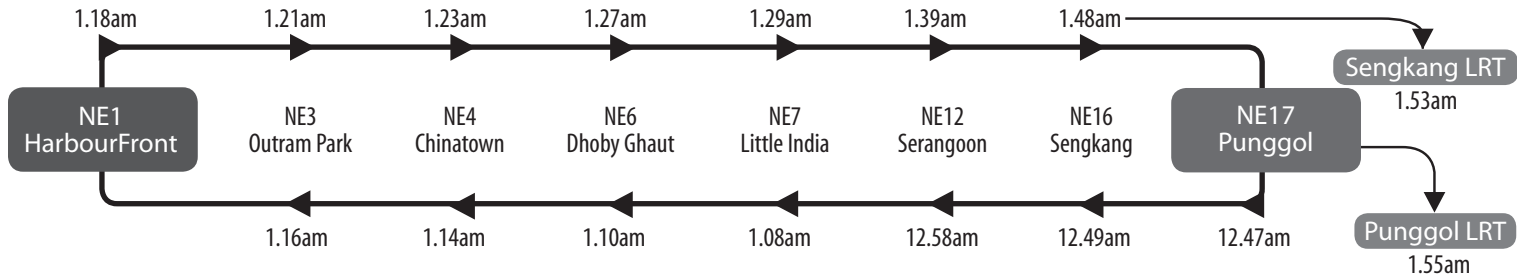 1.18am 1.21am 1.23am 1.27am 1.29am 1.39am 1.48am
Sengkang LRT
1.53am
NE1 NE3 NE4 NE6 NE7 NE12 NE16 NE17
HarbourFront Outram Park Chinatown Dhoby Ghaut Little India Serangoon Sengkang Punggol
1.16am 1.14am 1.10am 1.08am 12.58am 12.49am 12.47am
Punggol LRT
1.55am